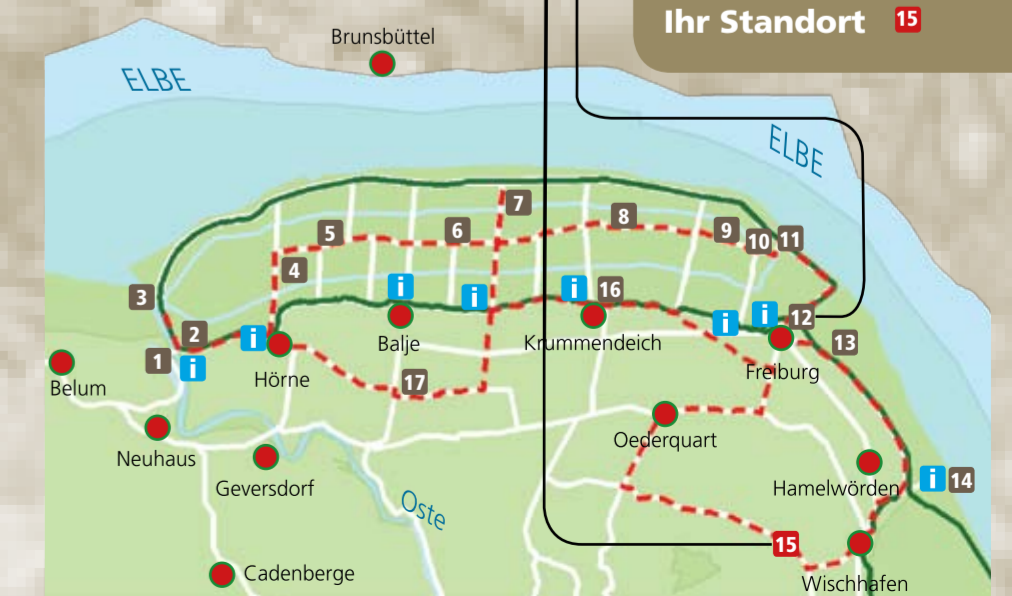 Ihr Standort 15
Brunsbüttel
ELBE
ELBE
7
8
5
6
9
10
11
4
3
i
i
i
16
2
i
i
i
12
1
i
Balje
Krummendeich
13
Belum
Hörne
Freiburg
17
Neuhaus
Oederquart
Geversdorf
Hamelwörden
i
14
Oste
15
Cadenberge
Wischhafen